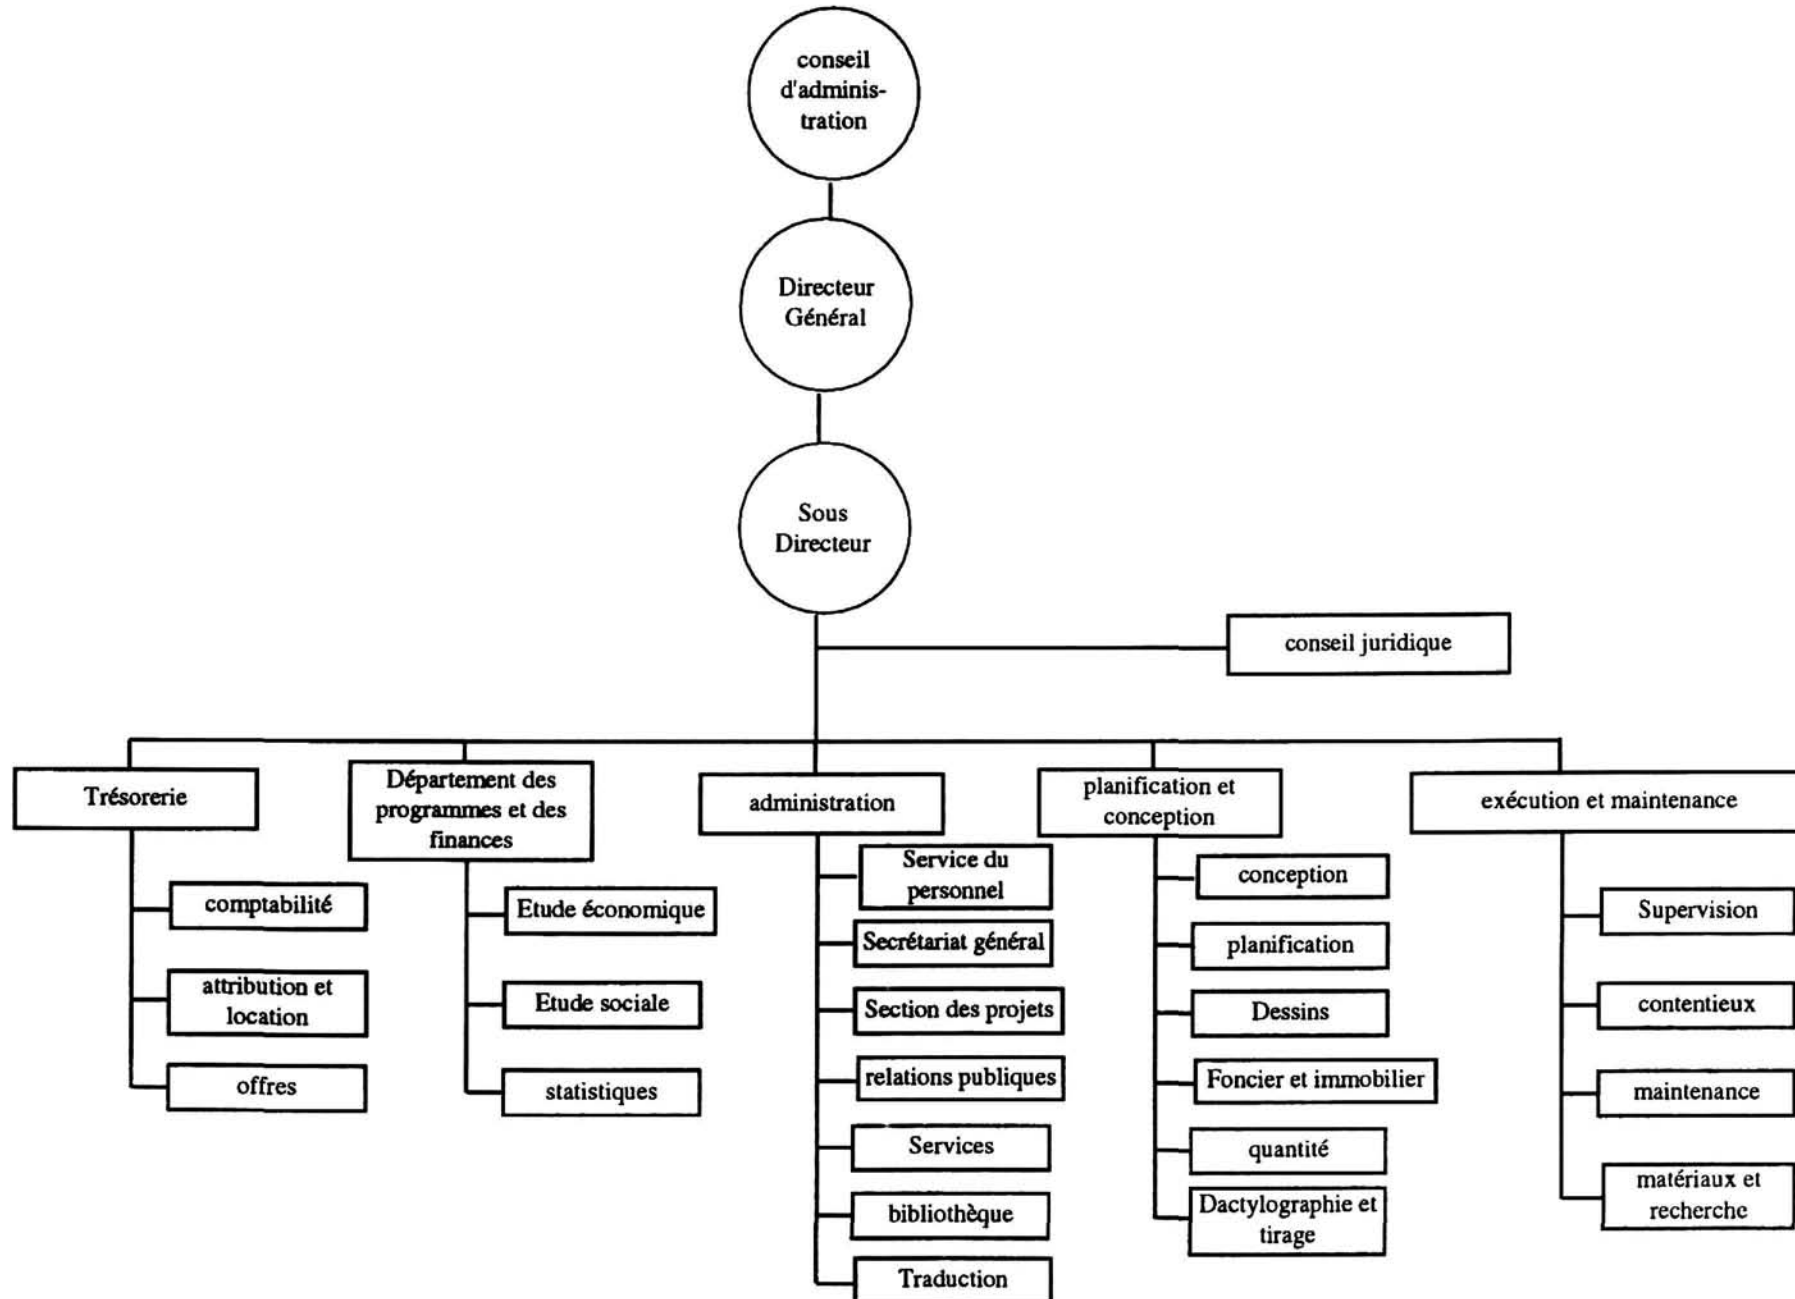 conseil
d'adminis-
tration
Directeur
Général
Sous
Directeur
conseil juridique
Trésorerie
comptabilité
attribution et
location
offres
Département des
programmes et des
finances
Etude économique
Etude sociale
statistiques
administration
Service du
personnel
Secrétariat général
Section des projets
relations publiques
Services
bibliothèque
Traduction
planification et
conception
conception
planification
Dessins
Foncier et immobilier
quantité
Dactylographie et
tirage
exécution et maintenance
Supervision
contentieux
maintenance
matériaux et
recherche